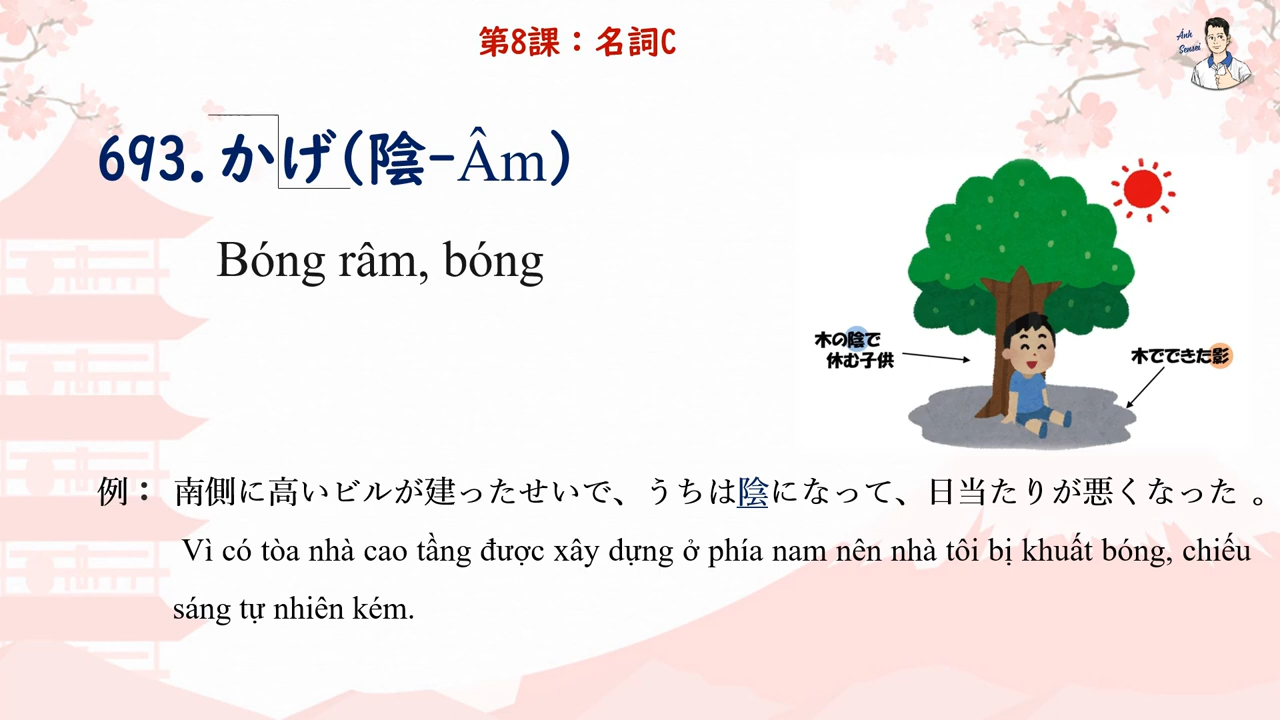 第8課：名詞C
Anh
Sensei
693.かげ(陰-Âm)
Bóng râm, bóng
木の陰で
休む子供
木でできた影
例： 南側に高いビルが建ったせいで、うちは陰になって、日当たりが悪くなった 。
Vì có tòa nhà cao tầng được xây dựng ở phía nam nên nhà tôi bị khuất bóng, chiếu
sáng tự nhiên kém.